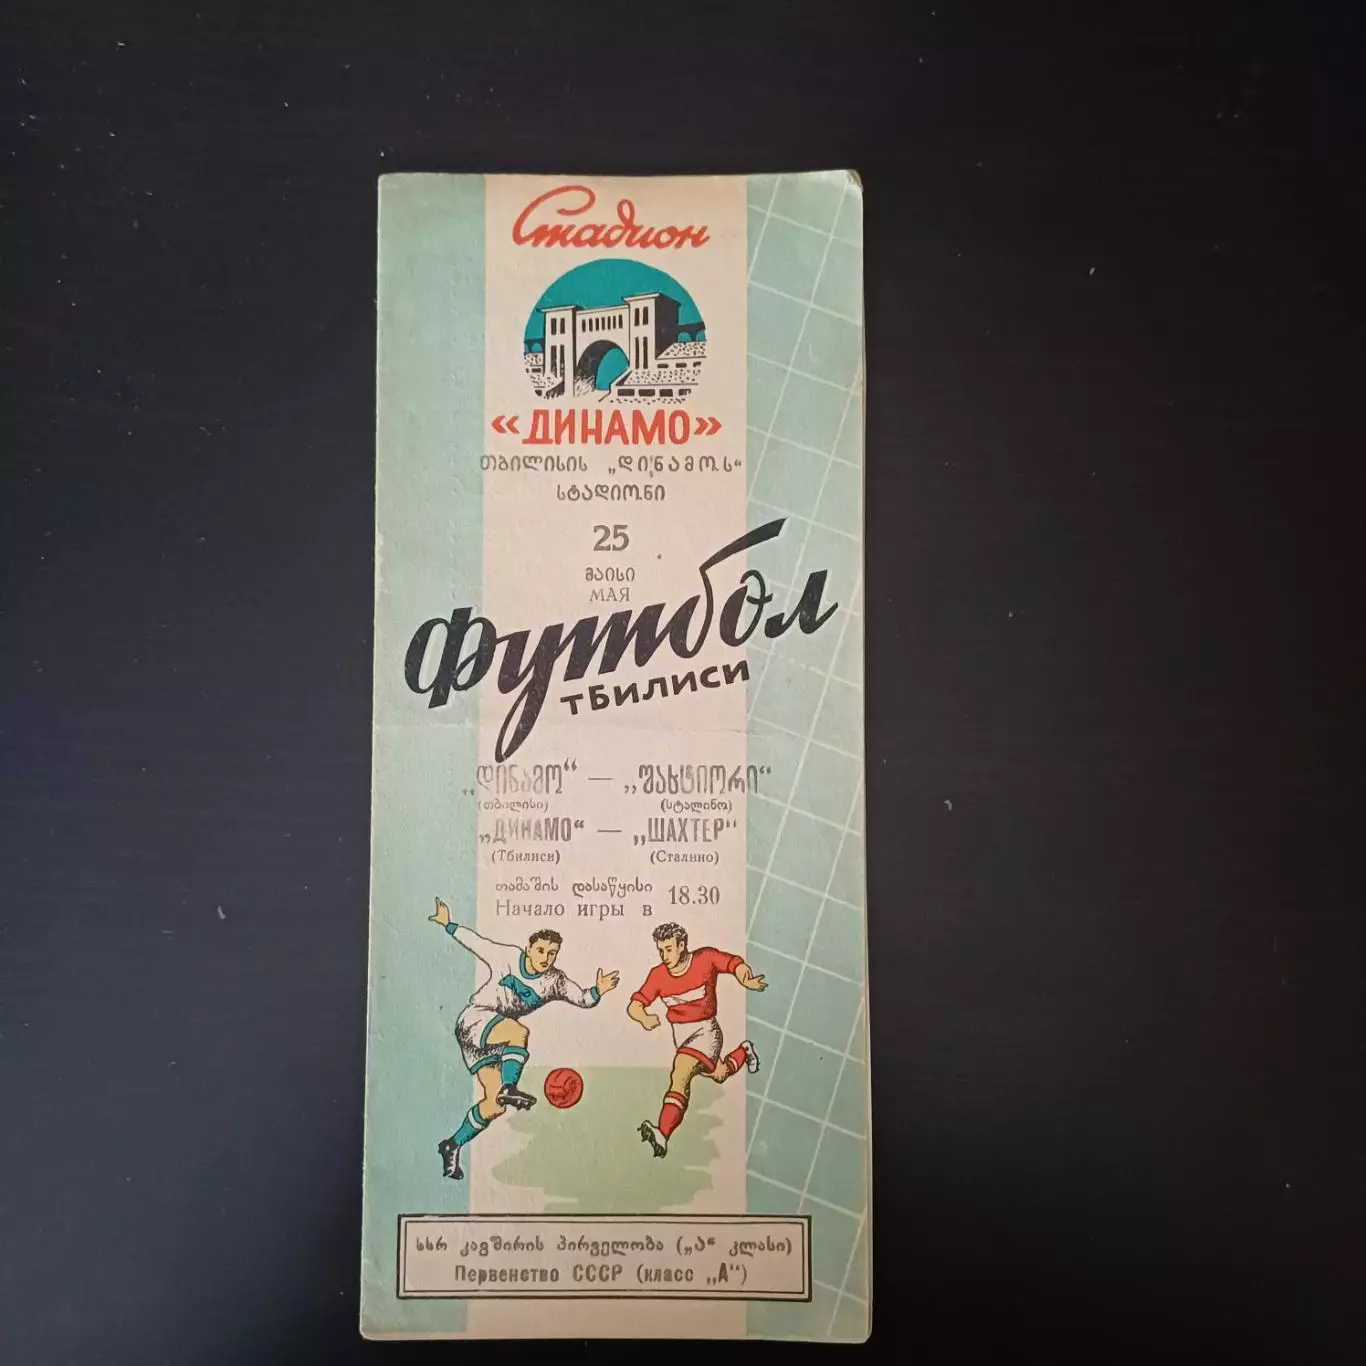 Стадион
«ДИНАМО»
თბილისის „დინამოს“
სტადიონი
25
მაისი
МАЯ
Футбол
тбилиси
„დინამო“ — „შახტიორი“
(თბილისი) (სტალინო)
„ДИНАМО“ — „ШАХТЕР“
(Тбилиси) (Сталино)
თამაშის დასაწყისი
Начало игры в 18.30
სსრ კავშირის პირველობა („ა“ კლასი)
Первенство СССР (класс „А“)